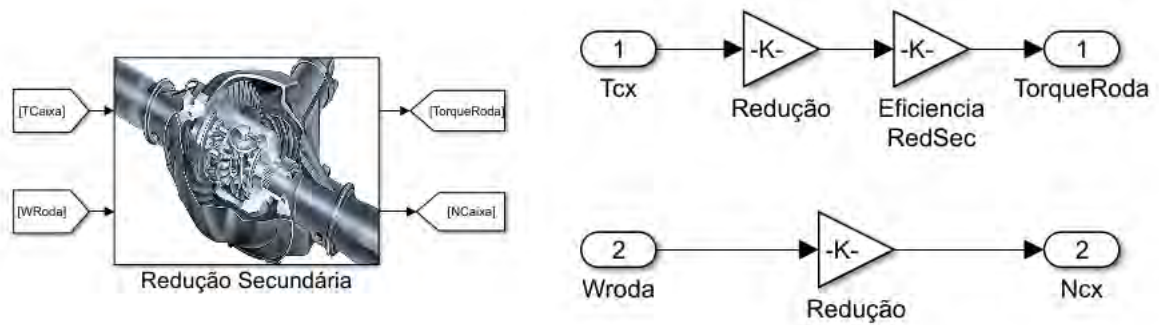 [TCaixa]
[TorqueRoda]
[WRoda]
[NCaixa]
Redução Secundária
1
-K-
-K-
1
Tcx
Redução
Eficiencia
RedSec
TorqueRoda
2
-K-
2
Wroda
Redução
Ncx